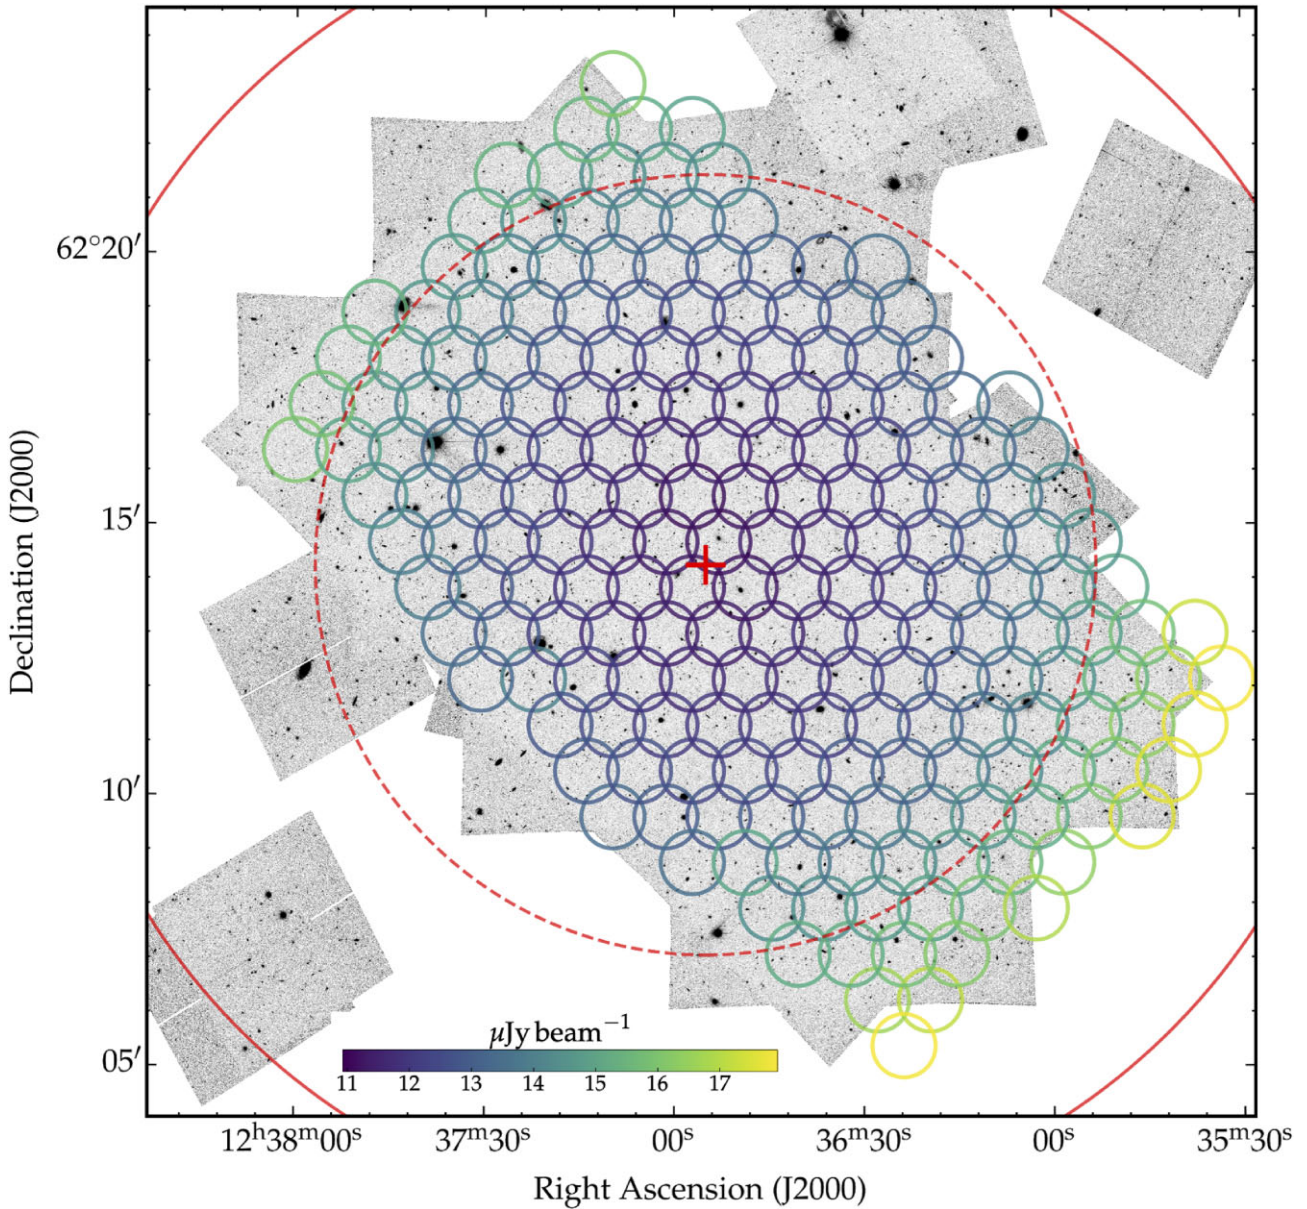 62°20′
15′
10′
05′
Declination (J2000)
μJy beam⁻¹
11 12 13 14 15 16 17
12ʰ38ᵐ00ˢ 37ᵐ30ˢ 00ˢ 36ᵐ30ˢ 00ˢ 35ᵐ30ˢ
Right Ascension (J2000)